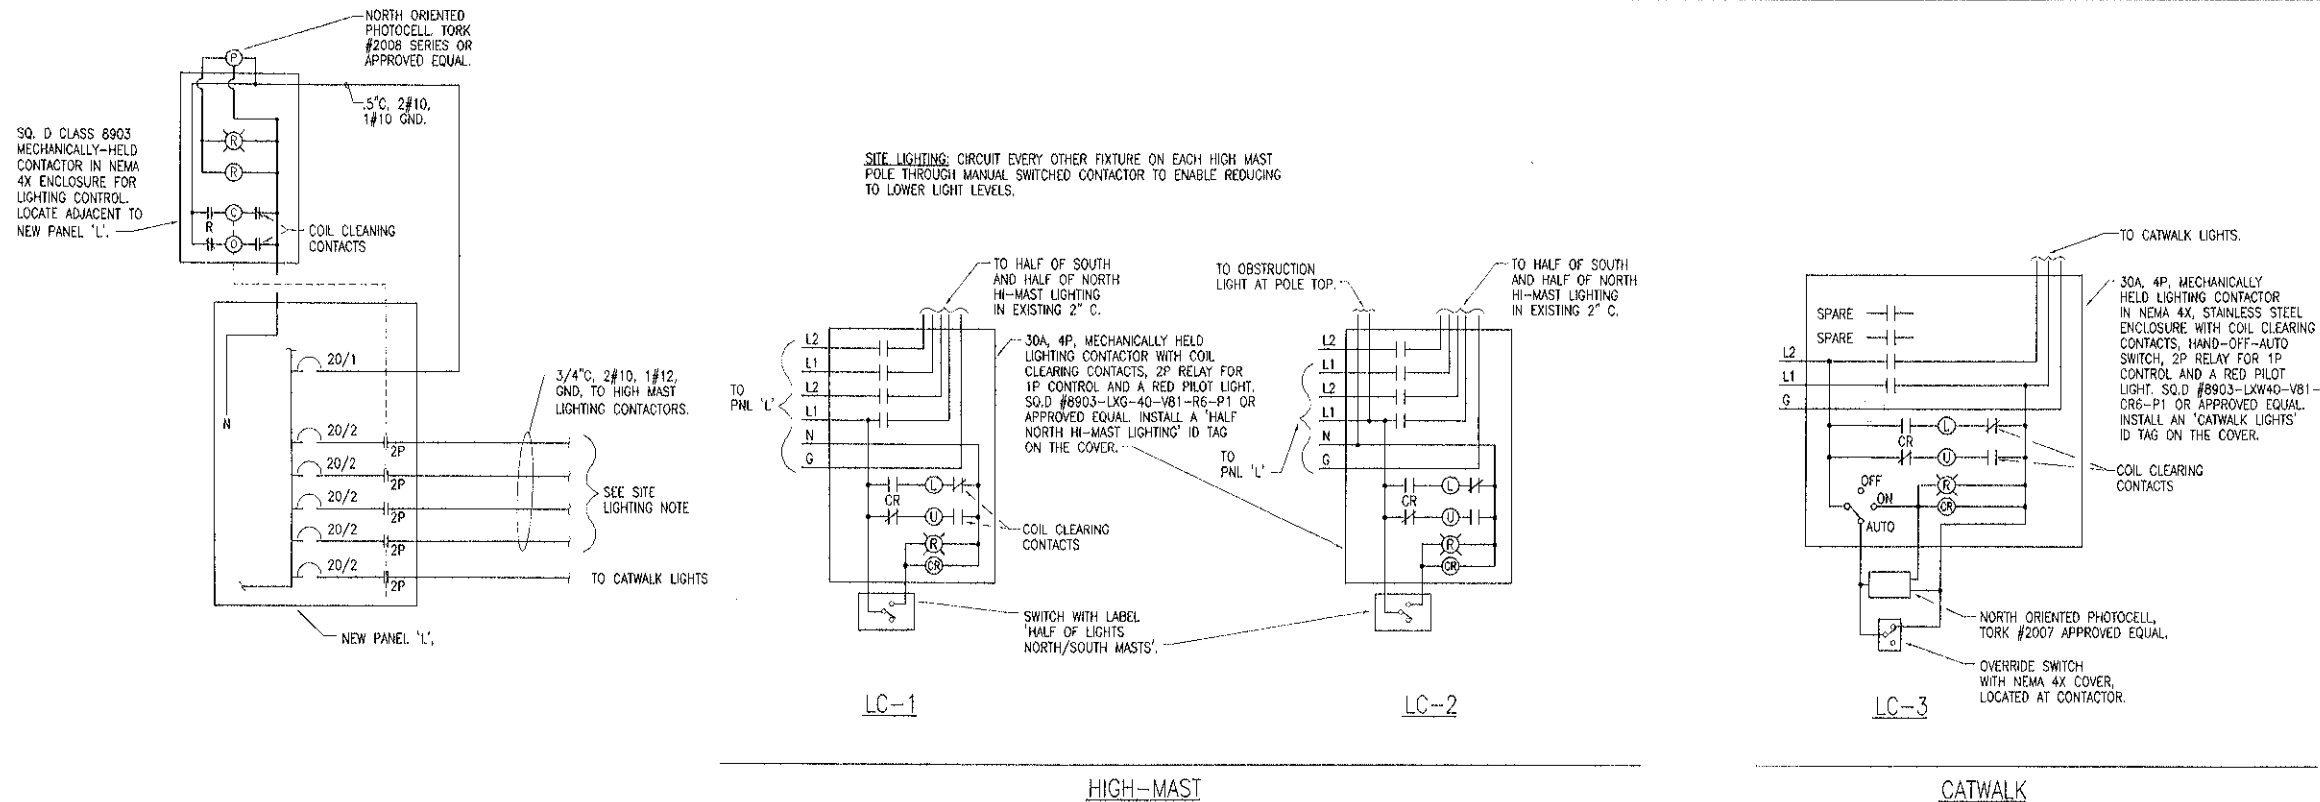 NORTH ORIENTED
PHOTOCELL, TORK
#2008 SERIES OR
APPROVED EQUAL.
P
.5"C, 2#10,
1#10 GND.
SQ. D CLASS 8903
MECHANICALLY-HELD
CONTACTOR IN NEMA
4X ENCLOSURE FOR
LIGHTING CONTROL.
LOCATE ADJACENT TO
NEW PANEL 'L'.
R
R
C
R
O
COIL CLEANING
CONTACTS
N
20/1
20/2
2P
20/2
2P
20/2
2P
20/2
2P
20/2
2P
3/4"C, 2#10, 1#12,
GND, TO HIGH MAST
LIGHTING CONTACTORS.
SEE SITE
LIGHTING NOTE
TO CATWALK LIGHTS
NEW PANEL 'L',
SITE LIGHTING: CIRCUIT EVERY OTHER FIXTURE ON EACH HIGH MAST
POLE THROUGH MANUAL SWITCHED CONTACTOR TO ENABLE REDUCING
TO LOWER LIGHT LEVELS.
TO HALF OF SOUTH
AND HALF OF NORTH
HI-MAST LIGHTING
IN EXISTING 2" C.
L2
L1
L2
L1
N
G
TO
PNL 'L'
30A, 4P, MECHANICALLY HELD
LIGHTING CONTACTOR WITH COIL
CLEARING CONTACTS, 2P RELAY FOR
1P CONTROL AND A RED PILOT LIGHT.
SQ.D #8903-LXG-40-V81-R6-P1 OR
APPROVED EQUAL. INSTALL A 'HALF
NORTH HI-MAST LIGHTING' ID TAG
ON THE COVER.
L
CR
U
R
CR
COIL CLEARING
CONTACTS
SWITCH WITH LABEL
'HALF OF LIGHTS
NORTH/SOUTH MASTS'.
LC-1
TO OBSTRUCTION
LIGHT AT POLE TOP.
TO HALF OF SOUTH
AND HALF OF NORTH
HI-MAST LIGHTING
IN EXISTING 2" C.
L2
L1
L2
L1
N
G
TO
PNL 'L'
L
CR
U
R
CR
LC-2
HIGH-MAST
TO CATWALK LIGHTS.
SPARE
SPARE
L2
L1
G
30A, 4P, MECHANICALLY
HELD LIGHTING CONTACTOR
IN NEMA 4X, STAINLESS STEEL
ENCLOSURE WITH COIL CLEARING
CONTACTS, HAND-OFF-AUTO
SWITCH, 2P RELAY FOR 1P
CONTROL AND A RED PILOT
LIGHT. SQ.D #8903-LXW40-V81-
CR6-P1 OR APPROVED EQUAL.
INSTALL AN 'CATWALK LIGHTS'
ID TAG ON THE COVER.
L
CR
U
COIL CLEARING
CONTACTS
OFF
ON
AUTO
R
CR
NORTH ORIENTED PHOTOCELL,
TORK #2007 APPROVED EQUAL.
OVERRIDE SWITCH
WITH NEMA 4X COVER,
LOCATED AT CONTACTOR.
LC-3
CATWALK